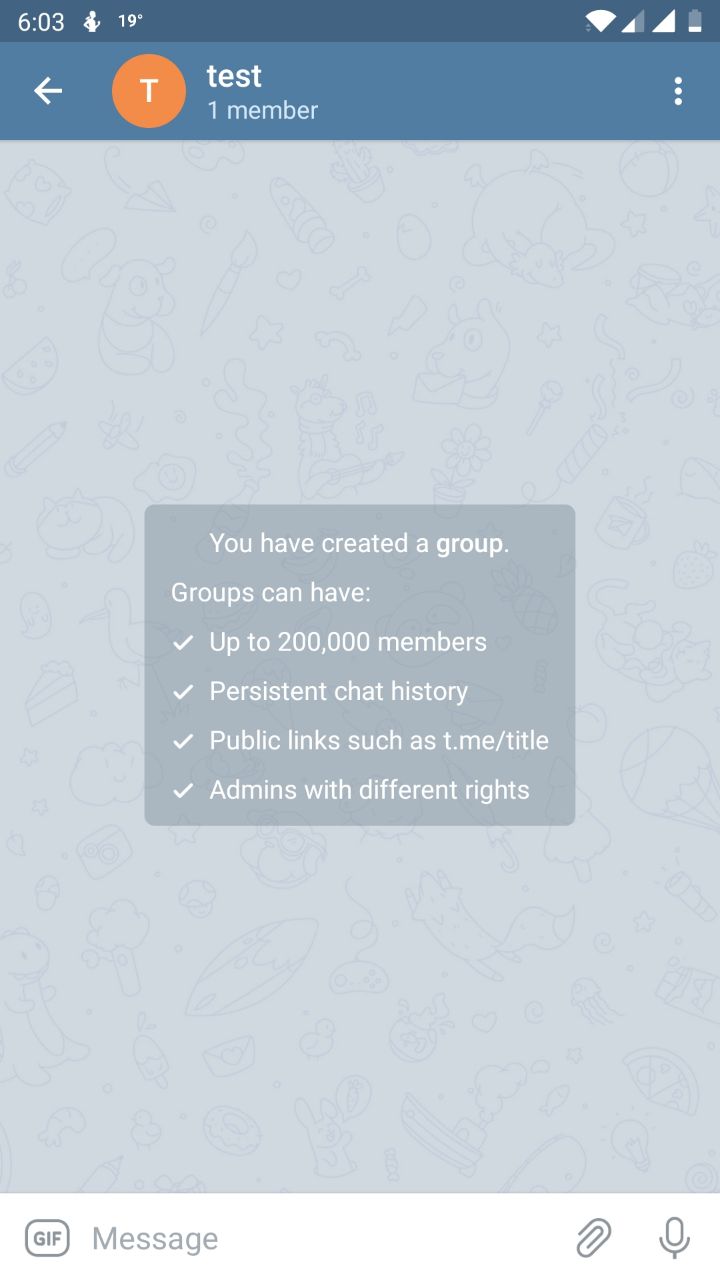 6:03 19°
T
test
1 member
You have created a group.
Groups can have:
Up to 200,000 members
Persistent chat history
Public links such as t.me/title
Admins with different rights
GIF Message